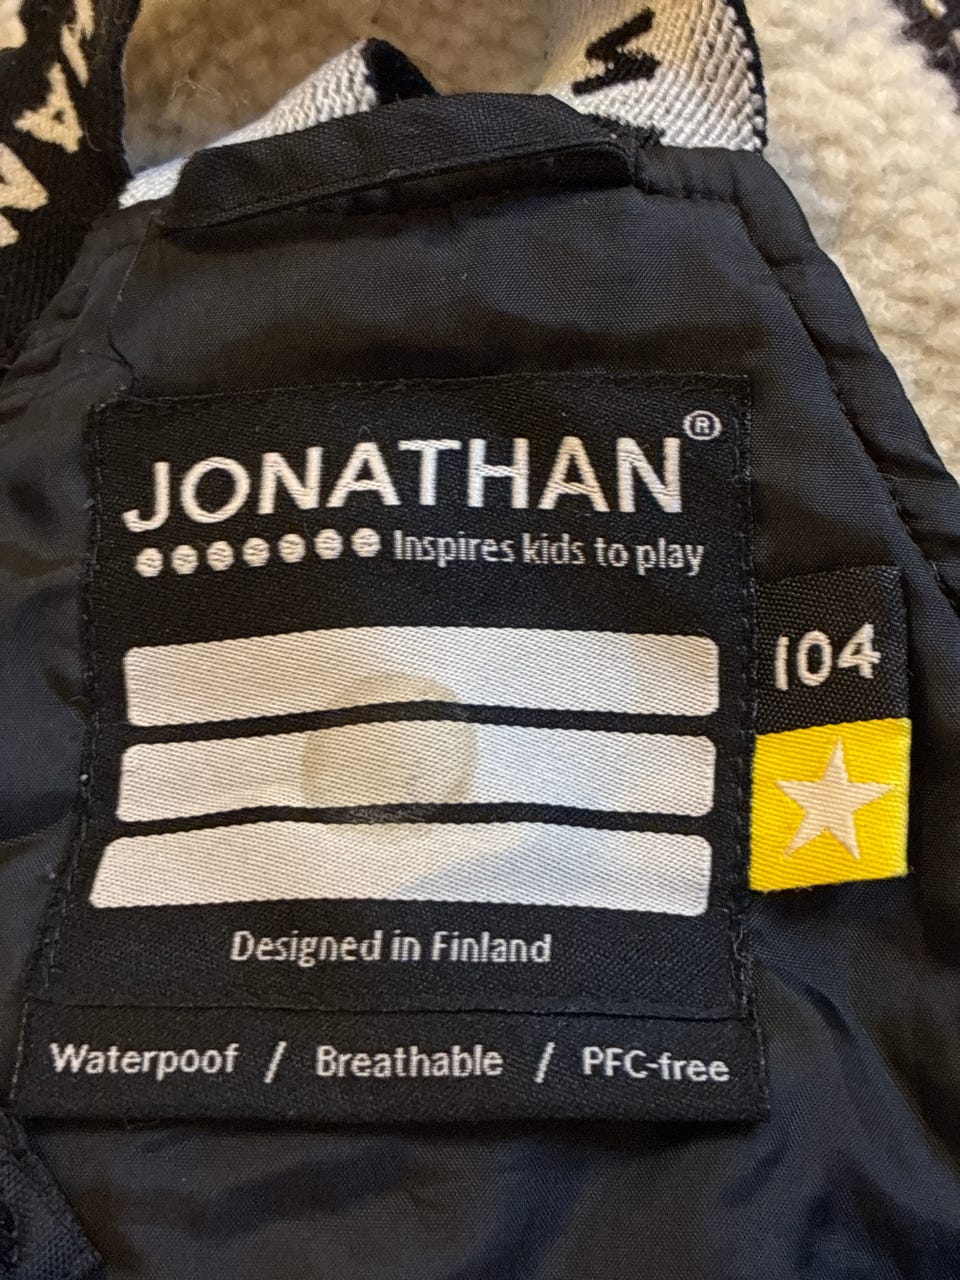 JONATHAN®
Inspires kids to play
104
Designed in Finland
Waterpoof / Breathable / PFC-free